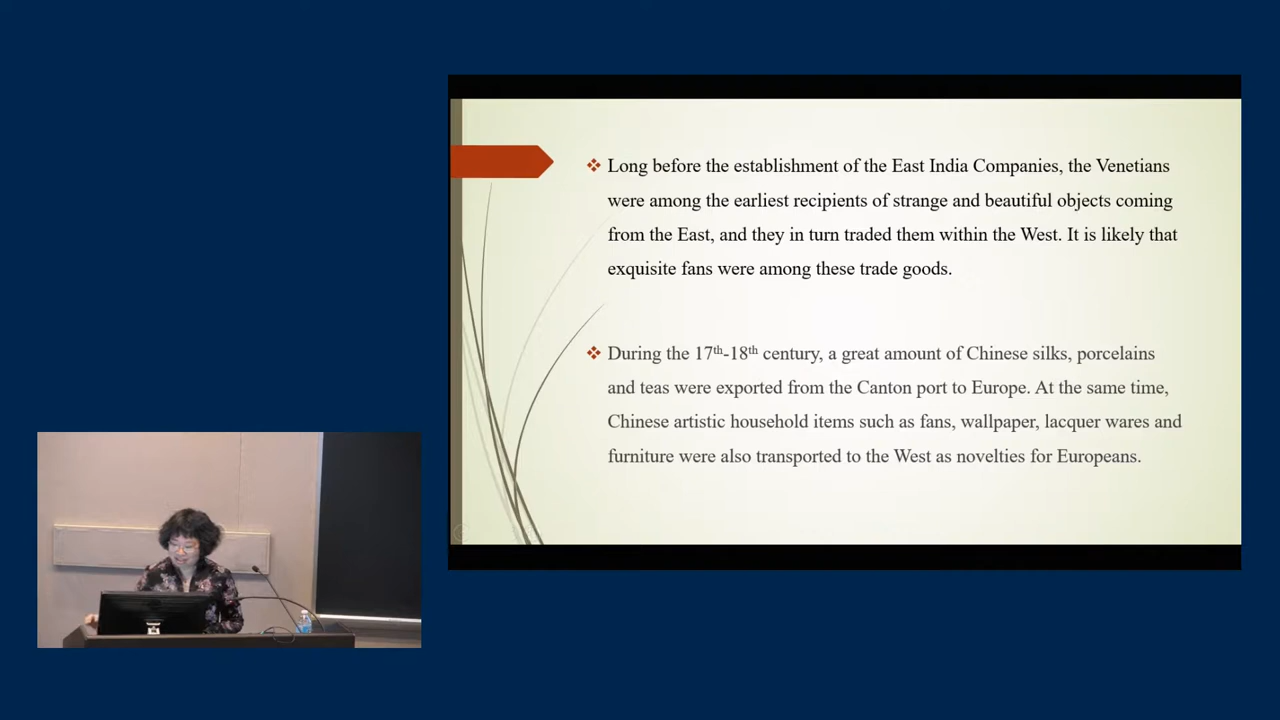 ❖ Long before the establishment of the East India Companies, the Venetians
were among the earliest recipients of strange and beautiful objects coming
from the East, and they in turn traded them within the West. It is likely that
exquisite fans were among these trade goods.
❖ During the 17th-18th century, a great amount of Chinese silks, porcelains
and teas were exported from the Canton port to Europe. At the same time,
Chinese artistic household items such as fans, wallpaper, lacquer wares and
furniture were also transported to the West as novelties for Europeans.